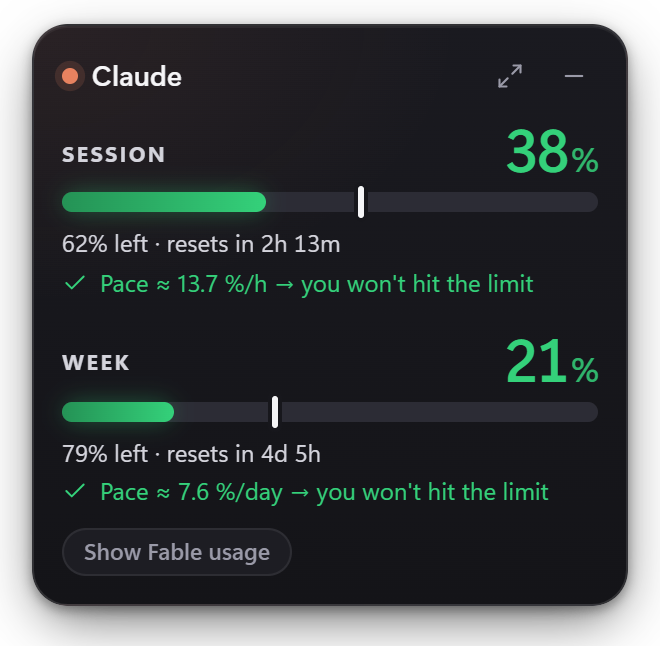 Claude
SESSION
38%
62% left · resets in 2h 13m
✓ Pace ≈ 13.7 %/h → you won't hit the limit
WEEK
21%
79% left · resets in 4d 5h
✓ Pace ≈ 7.6 %/day → you won't hit the limit
Show Fable usage